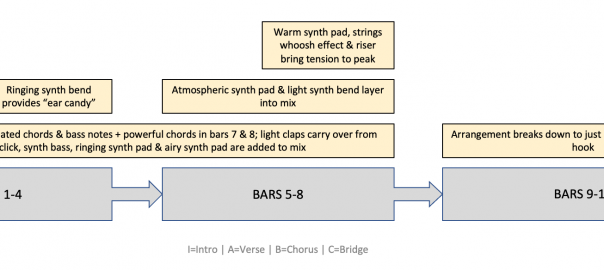 Warm synth pad, strings
whoosh effect & riser
bring tension to peak
Ringing synth bend
provides “ear candy”
Atmospheric synth pad & light synth bend layer
into mix
ated chords & bass notes + powerful chords in bars 7 & 8; light claps carry over from
click, synth bass, ringing synth pad & airy synth pad are added to mix
Arrangement breaks down to just
hook
1-4
BARS 5-8
BARS 9-1
I=Intro | A=Verse | B=Chorus | C=Bridge